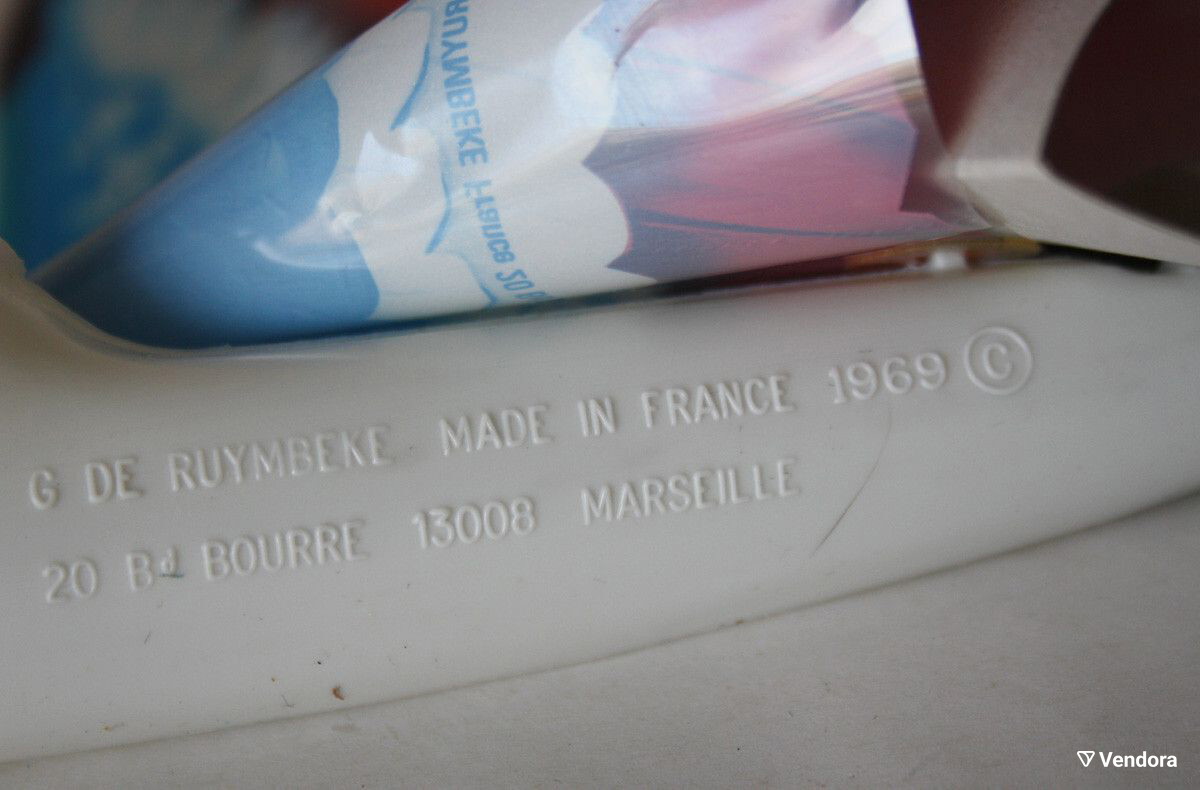 RUYMBEKE France 20 B
G DE RUYMBEKE MADE IN FRANCE 1969 ©
20 Bd BOURRE 13008 MARSEILLE
Vendora